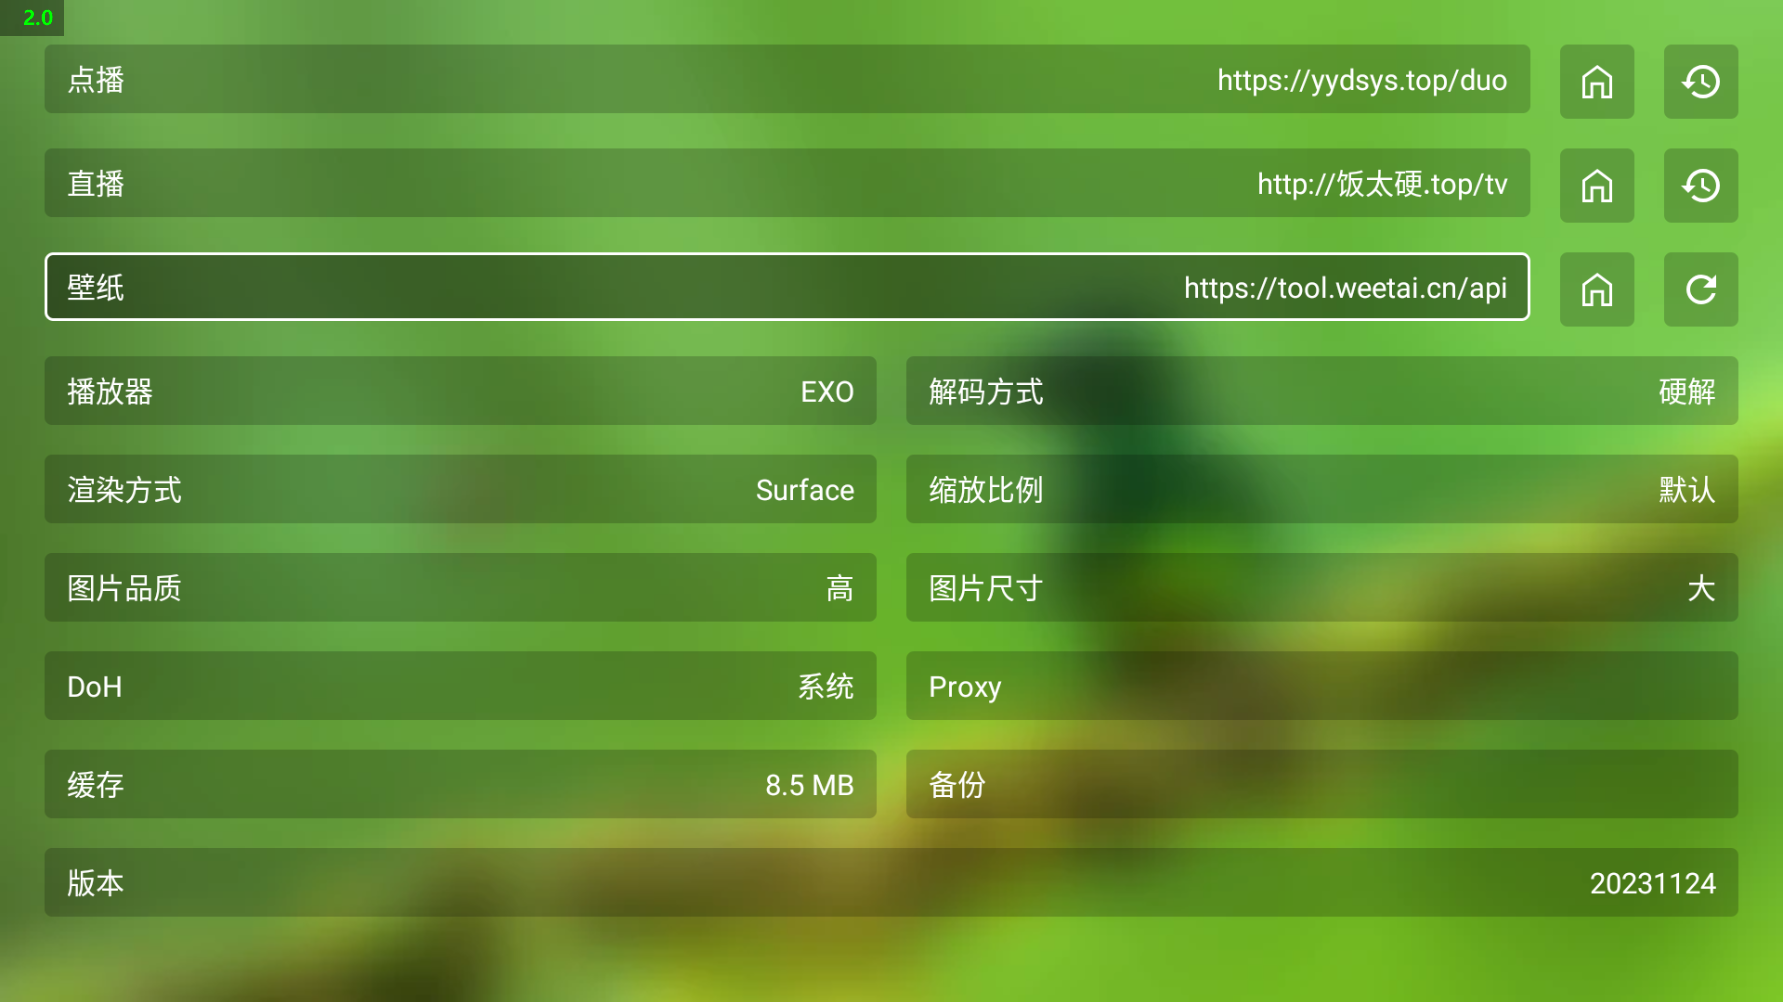 2.0
点播 https://yydsys.top/duo
直播 http://饭太硬.top/tv
壁纸 https://tool.weetai.cn/api
播放器 EXO 解码方式 硬解
渲染方式 Surface 缩放比例 默认
图片品质 高 图片尺寸 大
DoH 系统 Proxy
缓存 8.5 MB 备份
版本 20231124